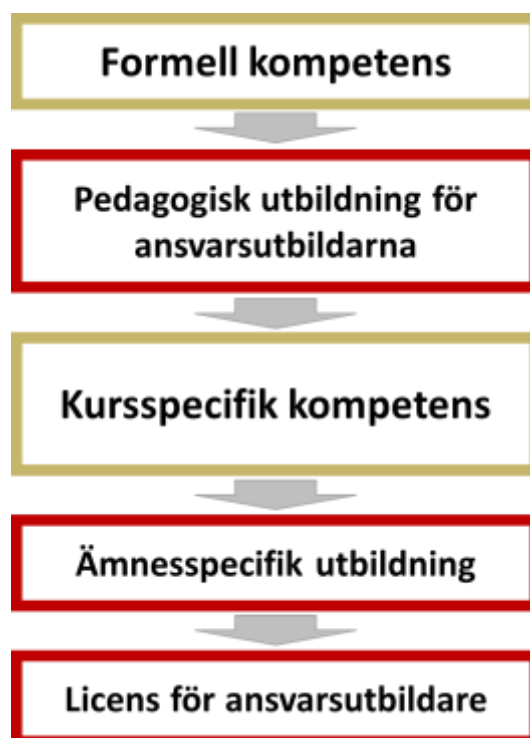 Formell kompetens
Pedagogisk utbildning för
ansvarsutbildarna
Kursspecifik kompetens
Ämnesspecifik utbildning
Licens för ansvarsutbildare